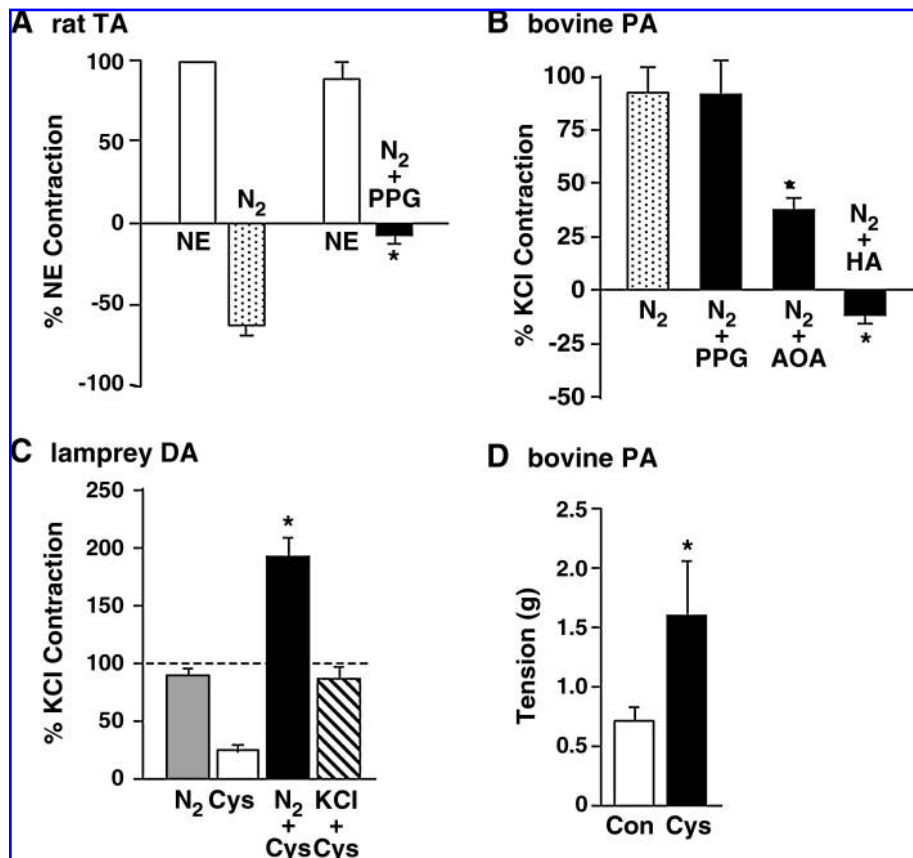 A rat TA
% NE Contraction
100
50
0
-50
-100
NE
N2
NE
N2
+
PPG
*
B bovine PA
% KCl Contraction
100
75
50
25
0
-25
-50
N2
N2
+
PPG
*
N2
+
AOA
N2
+
HA
*
C lamprey DA
% KCl Contraction
250
200
150
100
50
0
*
N2 Cys N2 KCl
+ +
Cys Cys
D bovine PA
Tension (g)
2.5
2.0
1.5
1.0
0.5
0
*
Con Cys